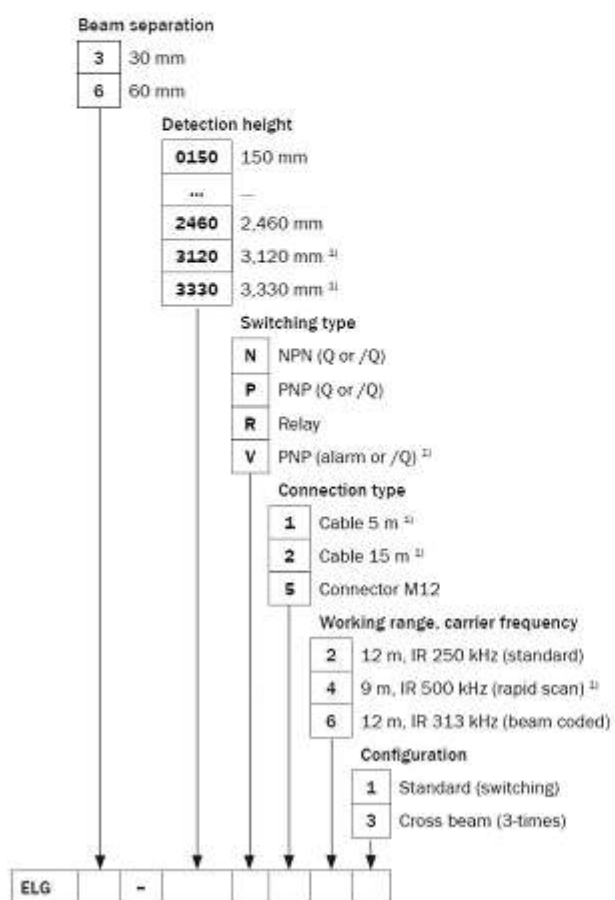 Beam separation
3 30 mm
6 60 mm
Detection height
0150 150 mm
... ...
2460 2,460 mm
3120 3,120 mm 1)
3330 3,330 mm 1)
Switching type
N NPN (Q or /Q)
P PNP (Q or /Q)
R Relay
V PNP (alarm or /Q) 1)
Connection type
1 Cable 5 m 1)
2 Cable 15 m 1)
5 Connector M12
Working range, carrier frequency
2 12 m, IR 250 kHz (standard)
4 9 m, IR 500 kHz (rapid scan) 1)
6 12 m, IR 313 kHz (beam coded)
Configuration
1 Standard (switching)
3 Cross beam (3-times)
ELG -